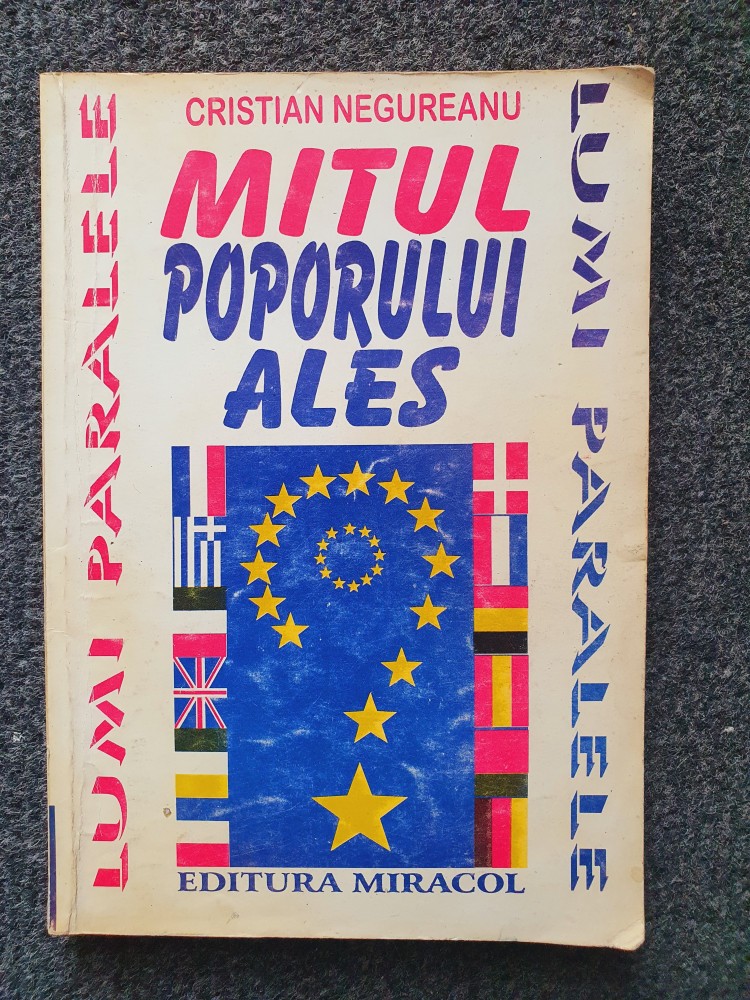 CRISTIAN NEGUREANU
MITUL
POPORULUI
ALES
LUMI PARALELE
LUMI PARALELE
EDITURA MIRACOL